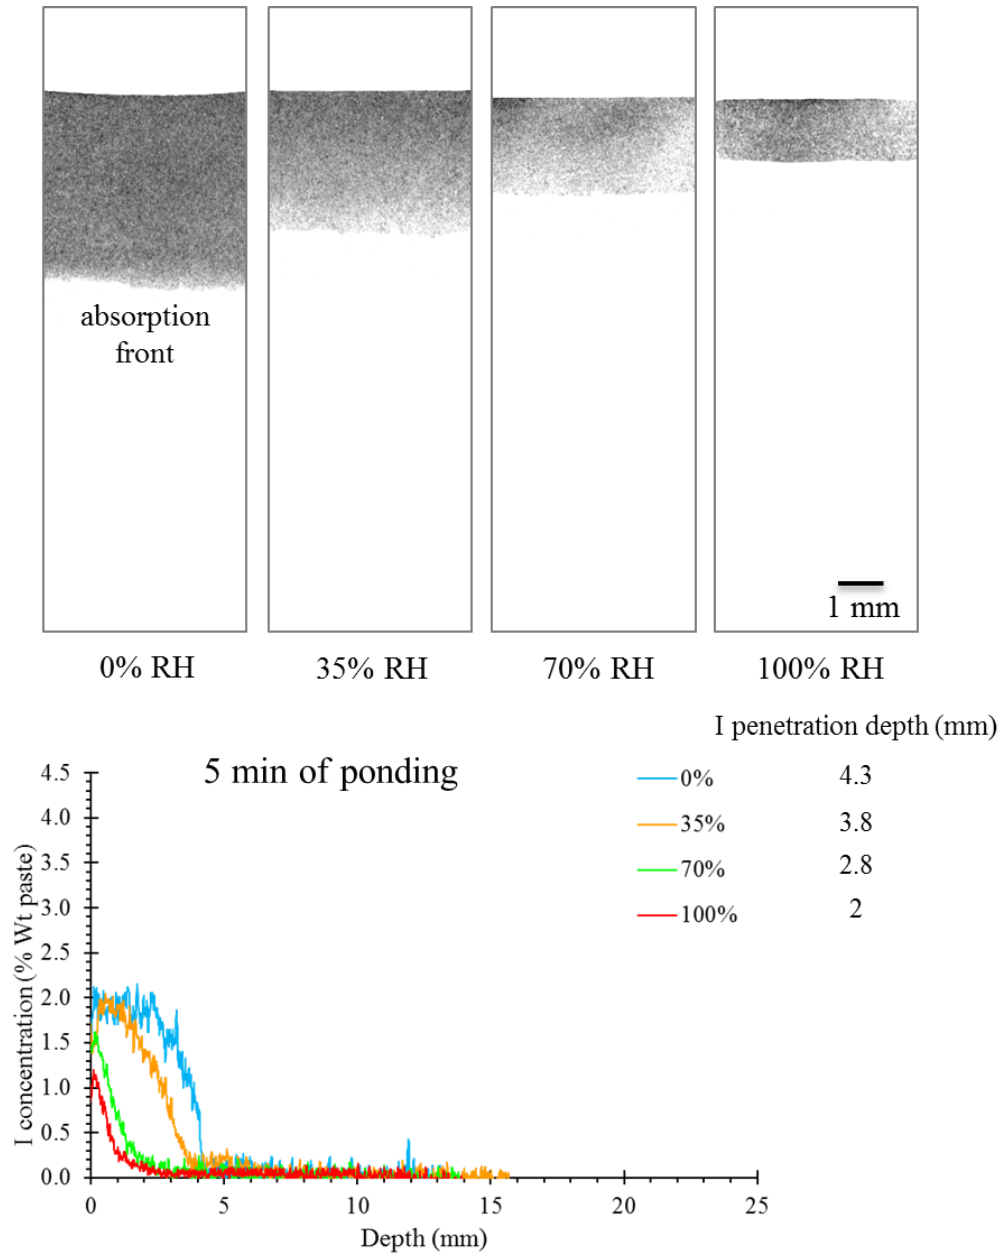 absorption
front
1 mm
0% RH
35% RH
70% RH
100% RH
I penetration depth (mm)
5 min of ponding
0% 4.3
35% 3.8
70% 2.8
100% 2
I concentration (% Wt paste)
4.5
4.0
3.5
3.0
2.5
2.0
1.5
1.0
0.5
0.0
0 5 10 15 20 25
Depth (mm)